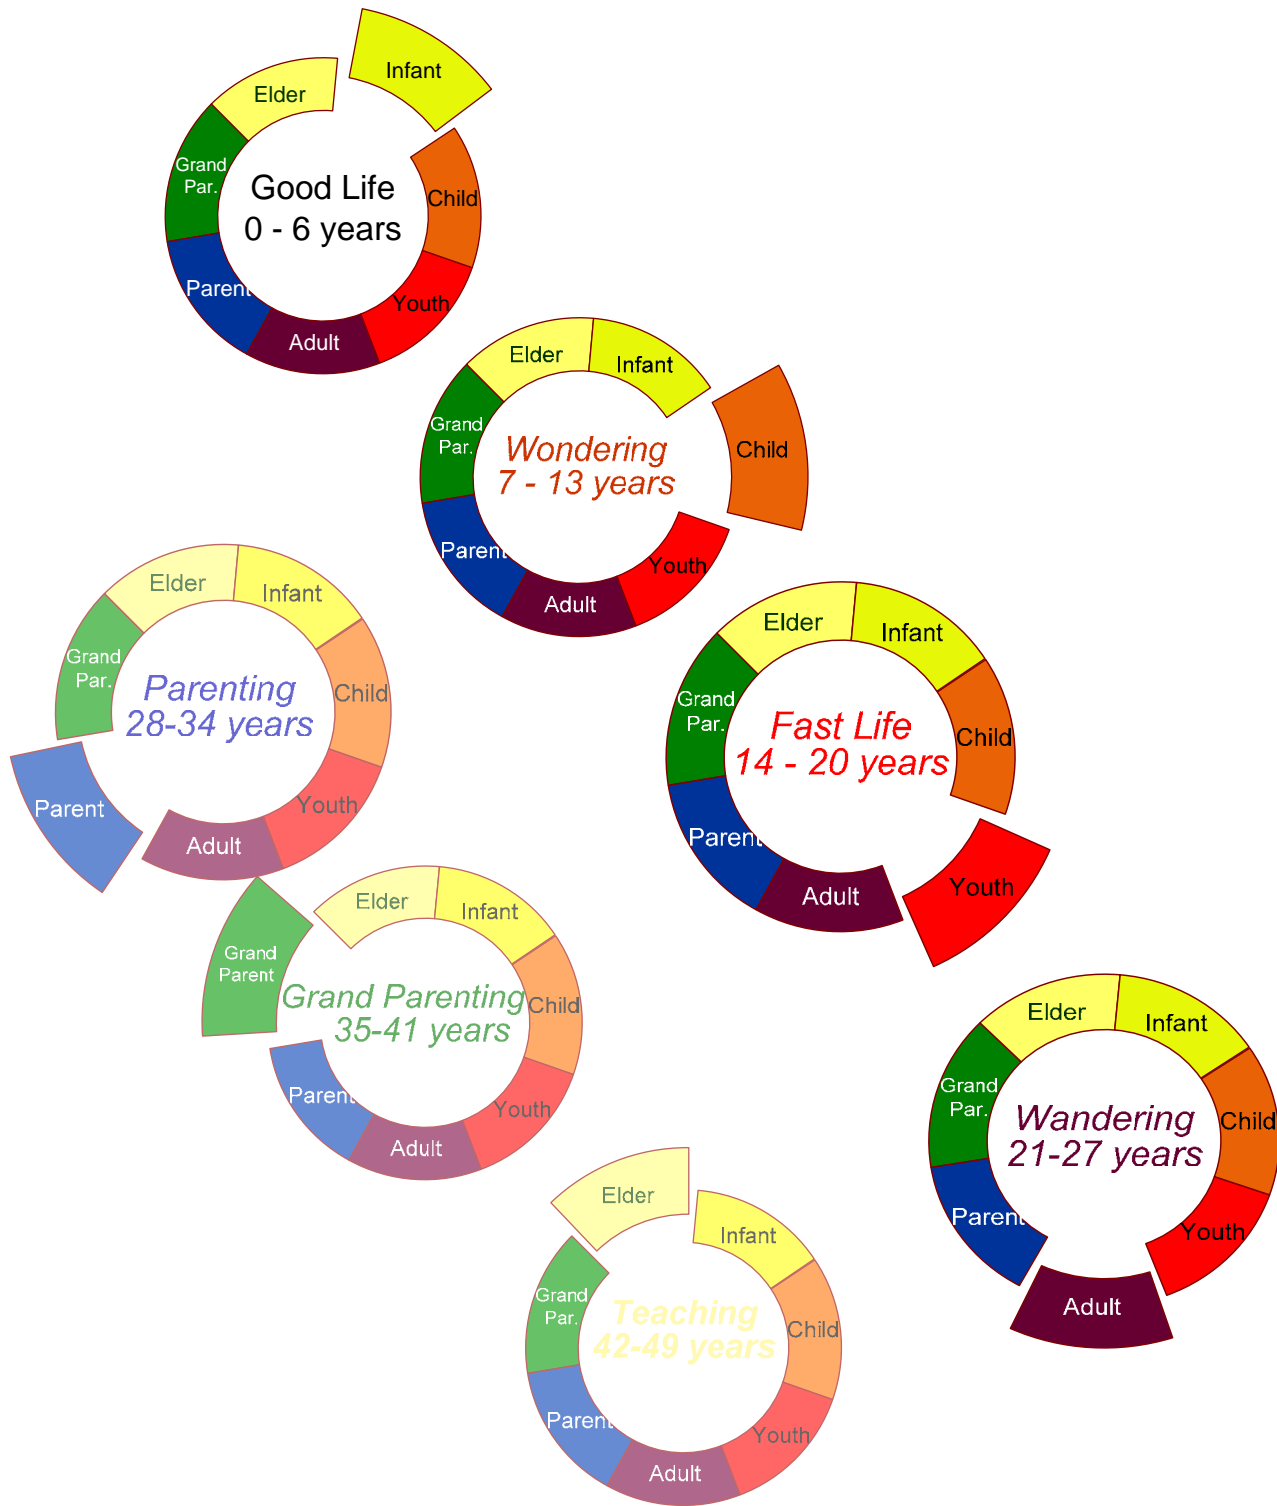 Infant
Elder
Grand
Par.
Child
Good Life
0 - 6 years
Parent
Youth
Adult
Elder
Infant
Grand
Par.
Child
Wondering
7 - 13 years
Parent
Youth
Adult
Elder
Infant
Grand
Par.
Child
Parenting
28-34 years
Parent
Youth
Adult
Elder
Infant
Grand
Par.
Child
Fast Life
14 - 20 years
Parent
Youth
Adult
Elder
Infant
Grand
Parent
Child
Grand Parenting
35-41 years
Parent
Youth
Adult
Elder
Infant
Grand
Par.
Child
Wandering
21-27 years
Parent
Youth
Adult
Elder
Infant
Grand
Par.
Child
Teaching
42-49 years
Parent
Youth
Adult